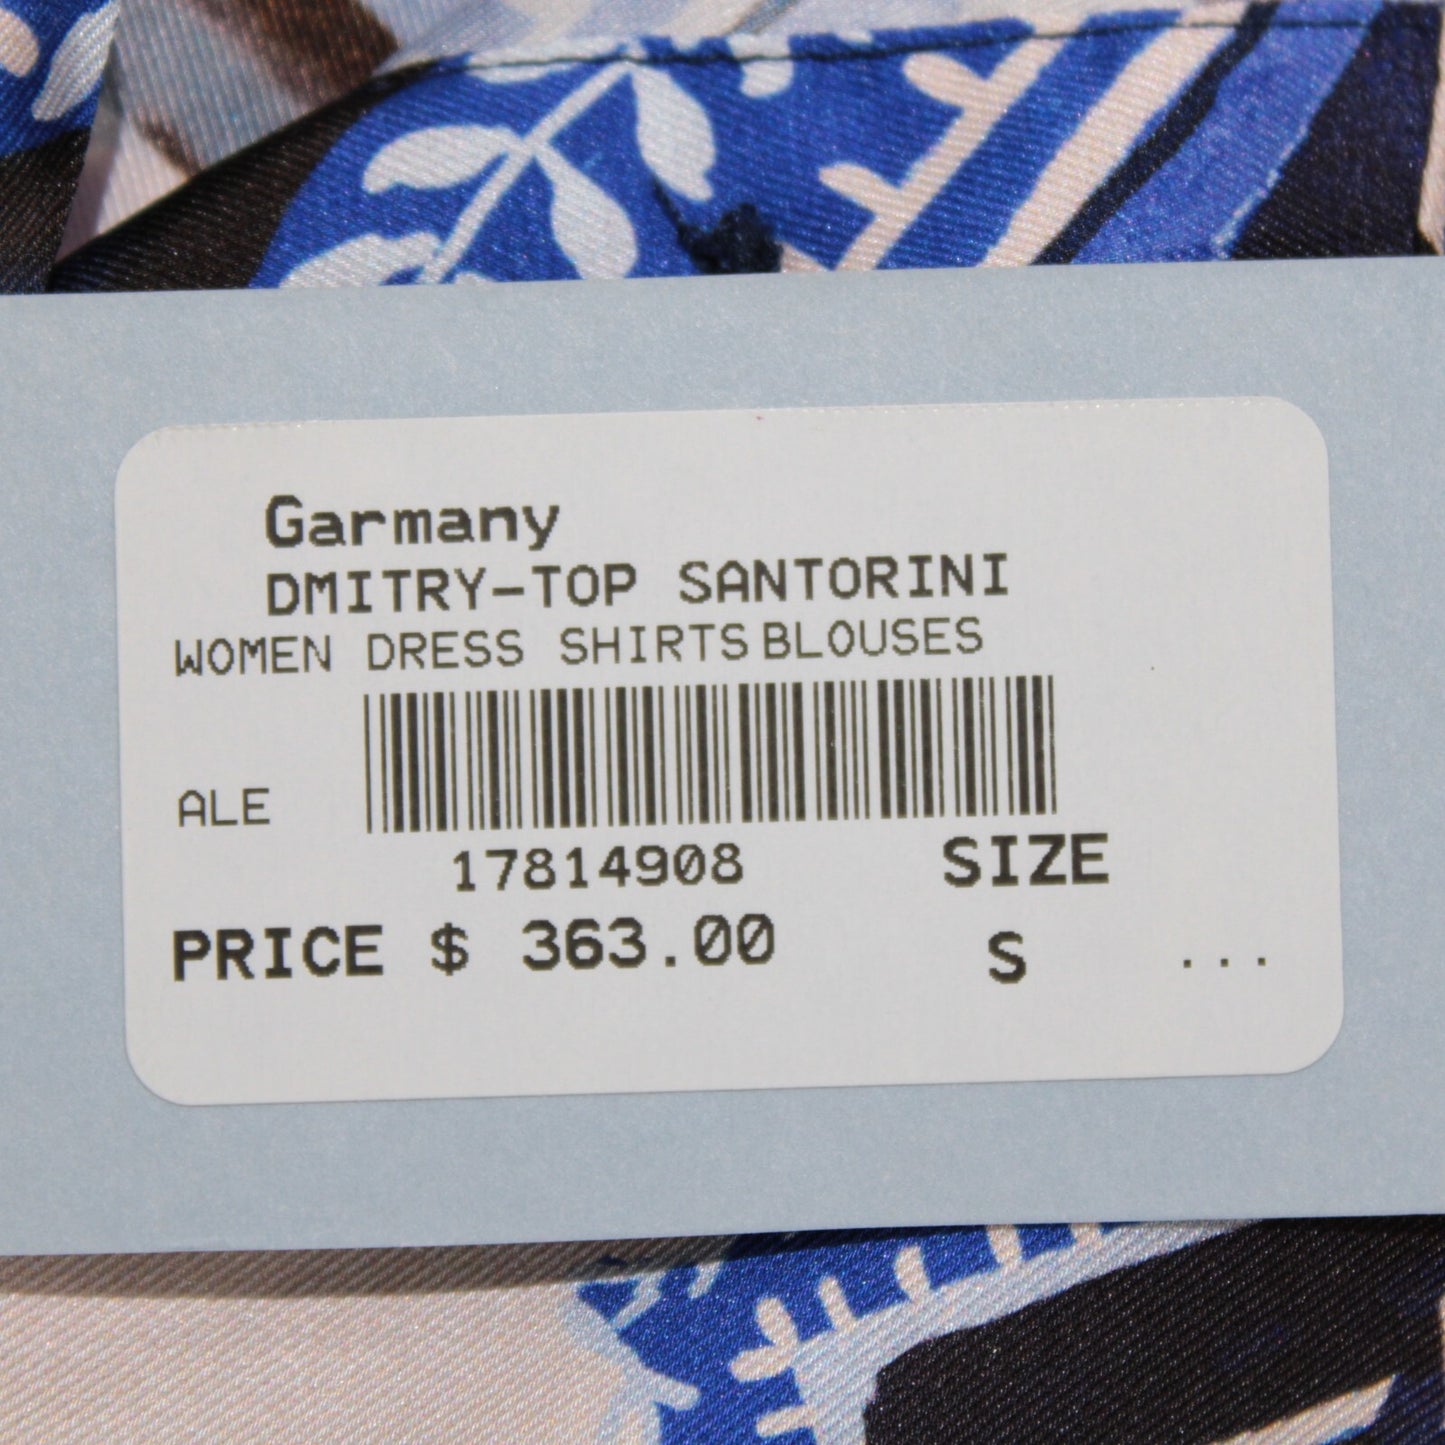 Garmany
DMITRY-TOP SANTORINI
WOMEN DRESS SHIRTS BLOUSES
ALE
17814908
SIZE
PRICE $ 363.00
S ...